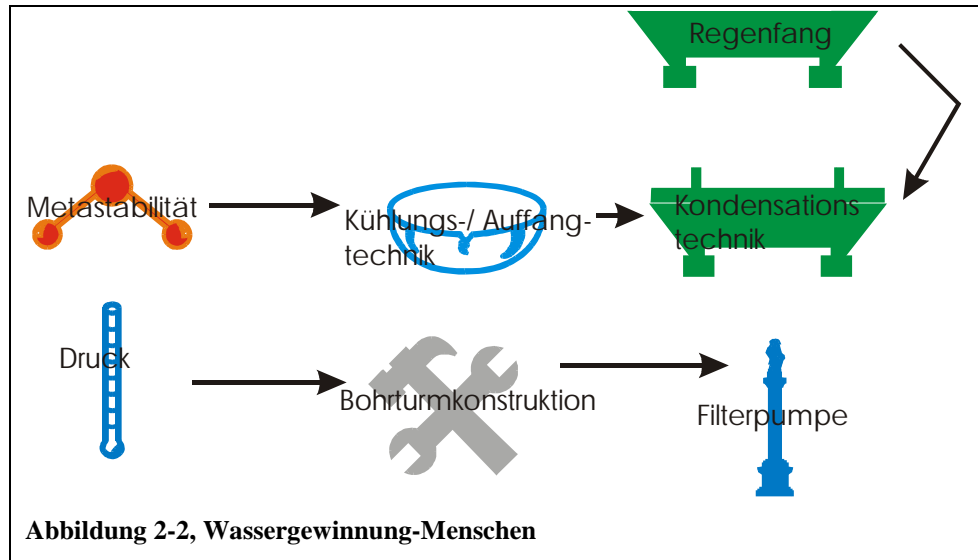 Regenfang
Metastabilität
Kühlungs-/ Auffang-
technik
Kondensations
technik
Druck
Bohrturmkonstruktion
Filterpumpe
Abbildung 2-2, Wassergewinnung-Menschen